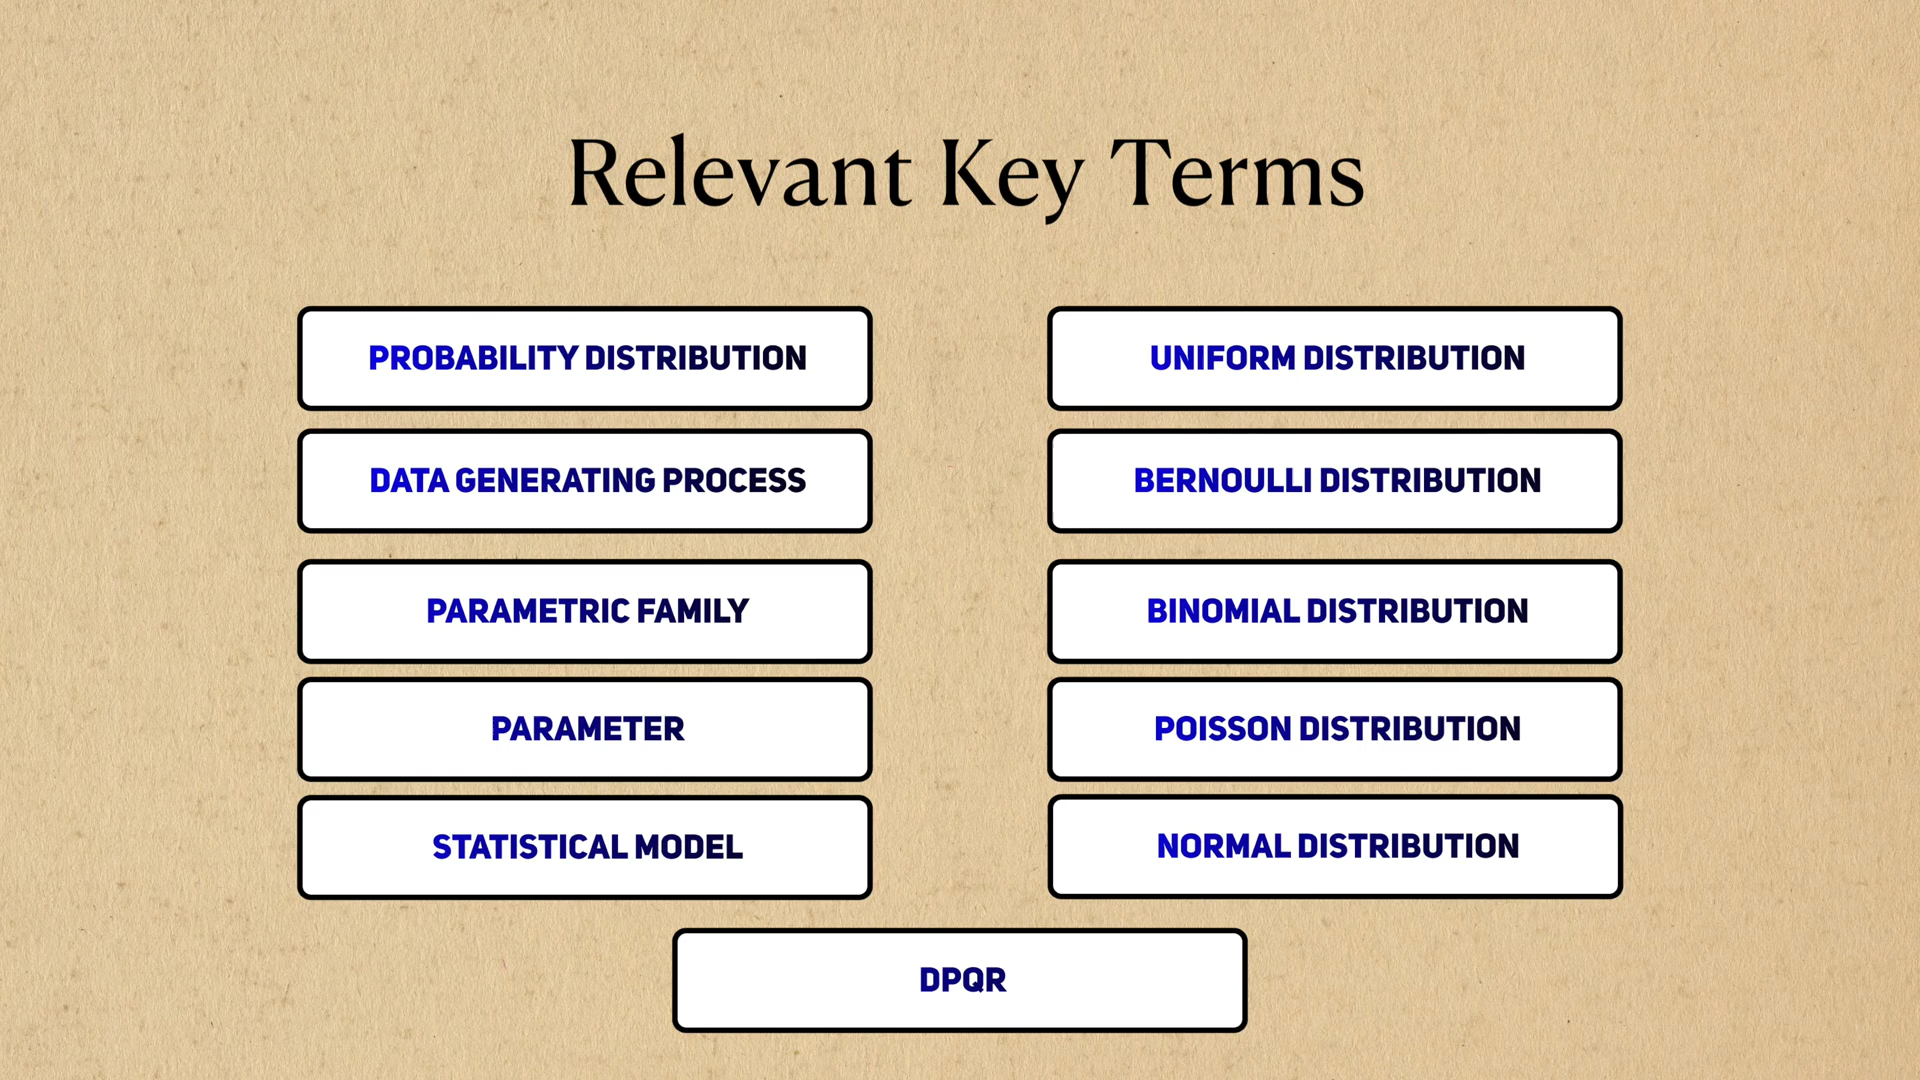 Relevant Key Terms
PROBABILITY DISTRIBUTION
DATA GENERATING PROCESS
PARAMETRIC FAMILY
PARAMETER
STATISTICAL MODEL
UNIFORM DISTRIBUTION
BERNOULLI DISTRIBUTION
BINOMIAL DISTRIBUTION
POISSON DISTRIBUTION
NORMAL DISTRIBUTION
DPQR